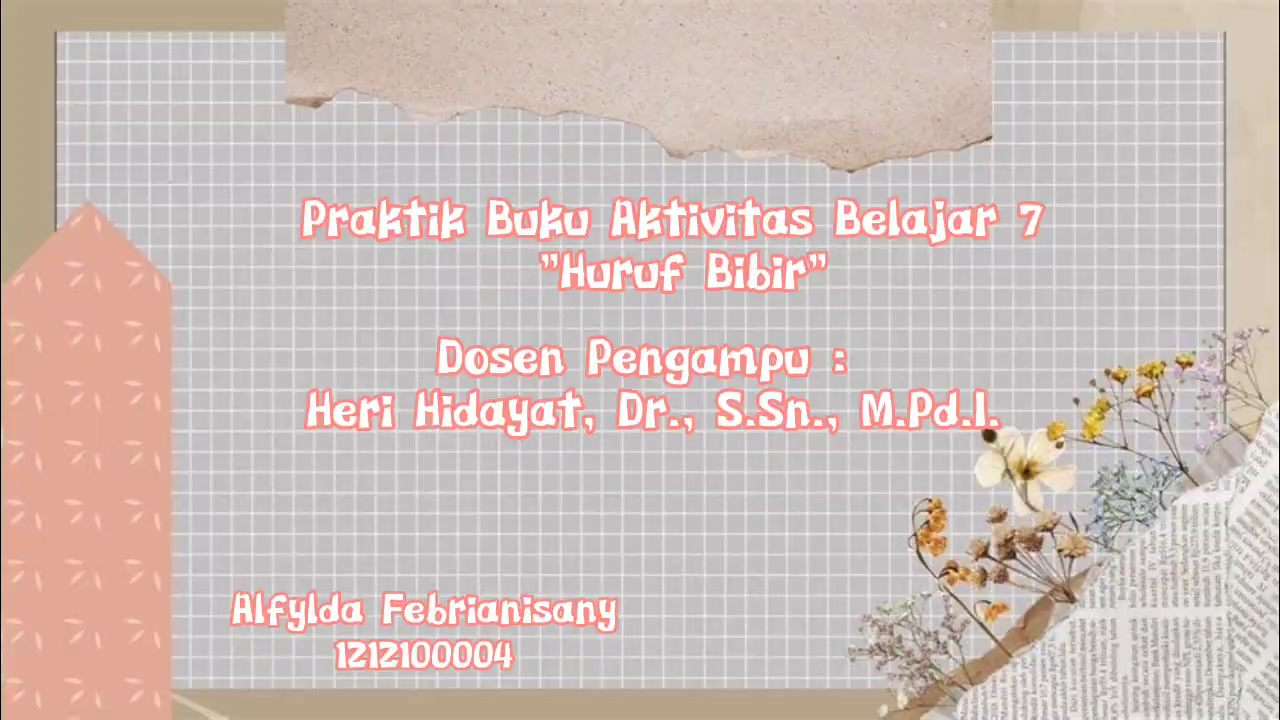 Praktik Buku Aktivitas Belajar 7
"Huruf Bibir"
Dosen Pengampu :
Heri Hidayat, Dr., S.Sn., M.Pd.I.
Alfylda Febrianisany
1212100004